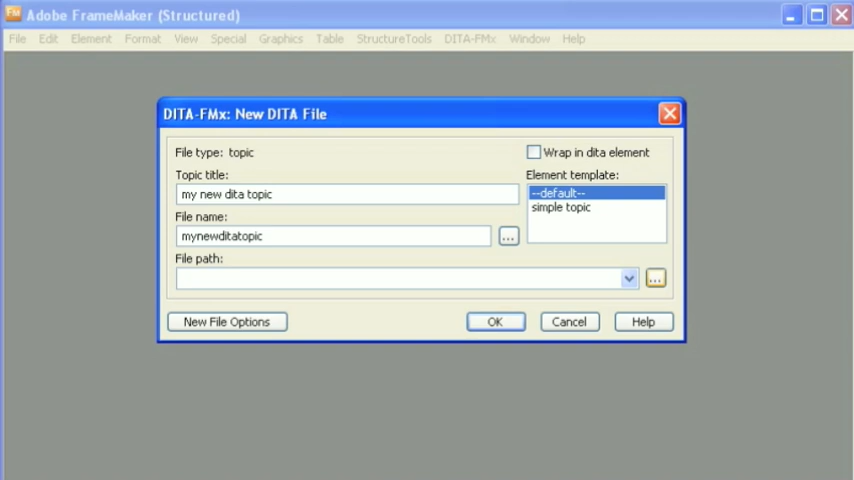 Adobe FrameMaker (Structured)
File Edit Element Format View Special Graphics Table StructureTools DITA-FMx Window Help
DITA-FMx: New DITA File
File type: topic
Wrap in dita element
Topic title:
Element template:
my new dita topic
--default--
simple topic
File name:
mynewditatopic
...
File path:
...
New File Options
OK
Cancel
Help